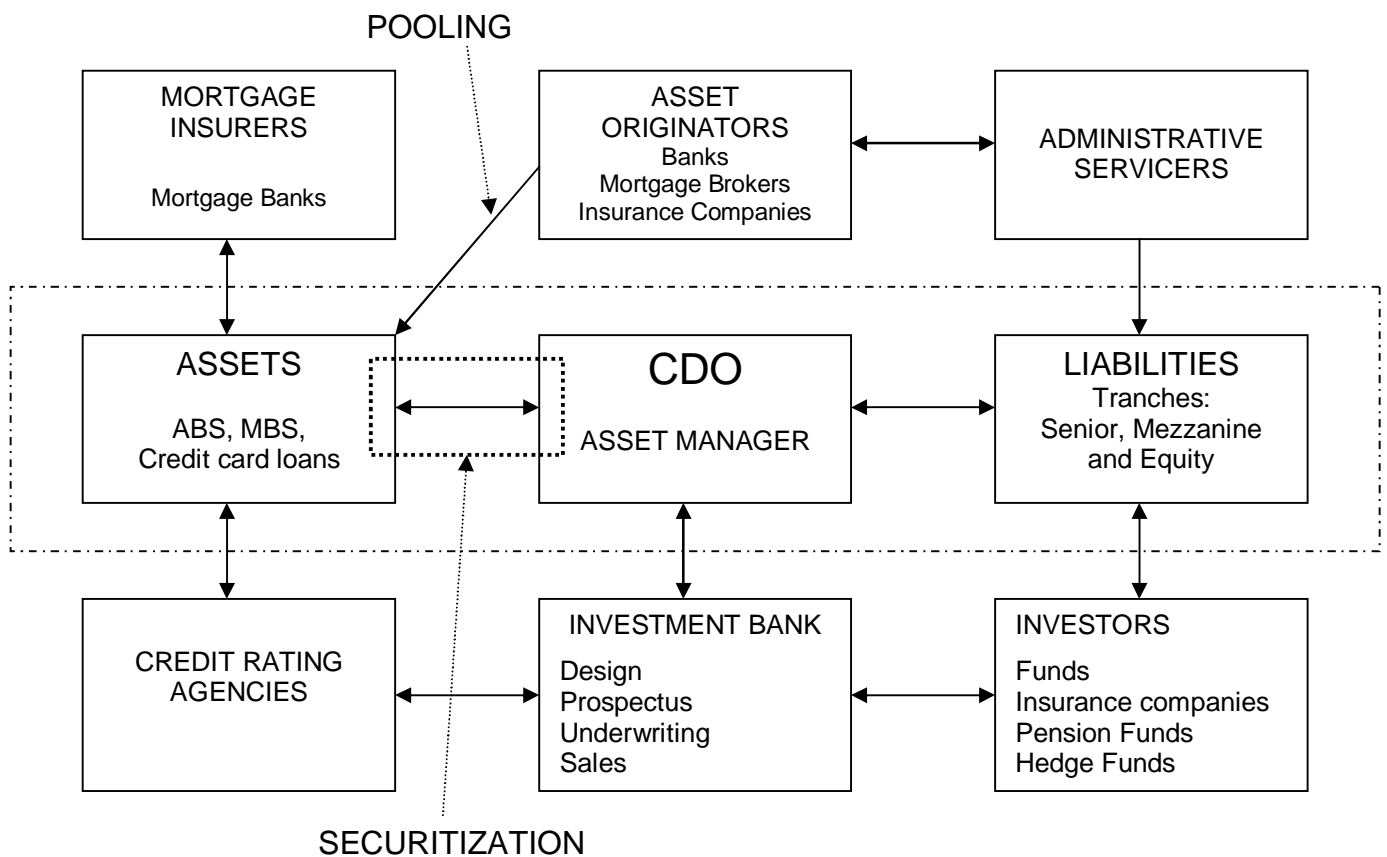 POOLING
MORTGAGE
INSURERS
Mortgage Banks
ASSET
ORIGINATORS
Banks
Mortgage Brokers
Insurance Companies
ADMINISTRATIVE
SERVICERS
ASSETS
ABS, MBS,
Credit card loans
CDO
ASSET MANAGER
LIABILITIES
Tranches:
Senior, Mezzanine
and Equity
CREDIT RATING
AGENCIES
INVESTMENT BANK
Design
Prospectus
Underwriting
Sales
INVESTORS
Funds
Insurance companies
Pension Funds
Hedge Funds
SECURITIZATION